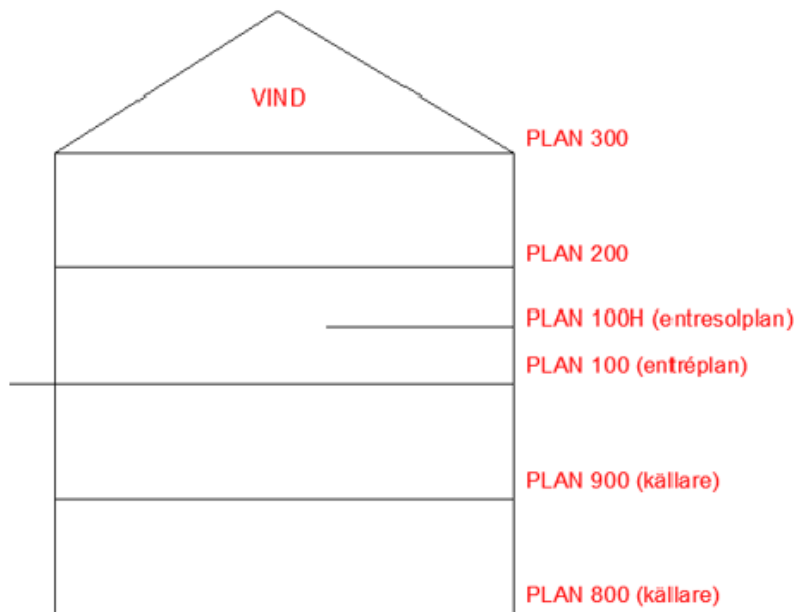 VIND
PLAN 300
PLAN 200
PLAN 100H (entresolplan)
PLAN 100 (entréplan)
PLAN 900 (källare)
PLAN 800 (källare)